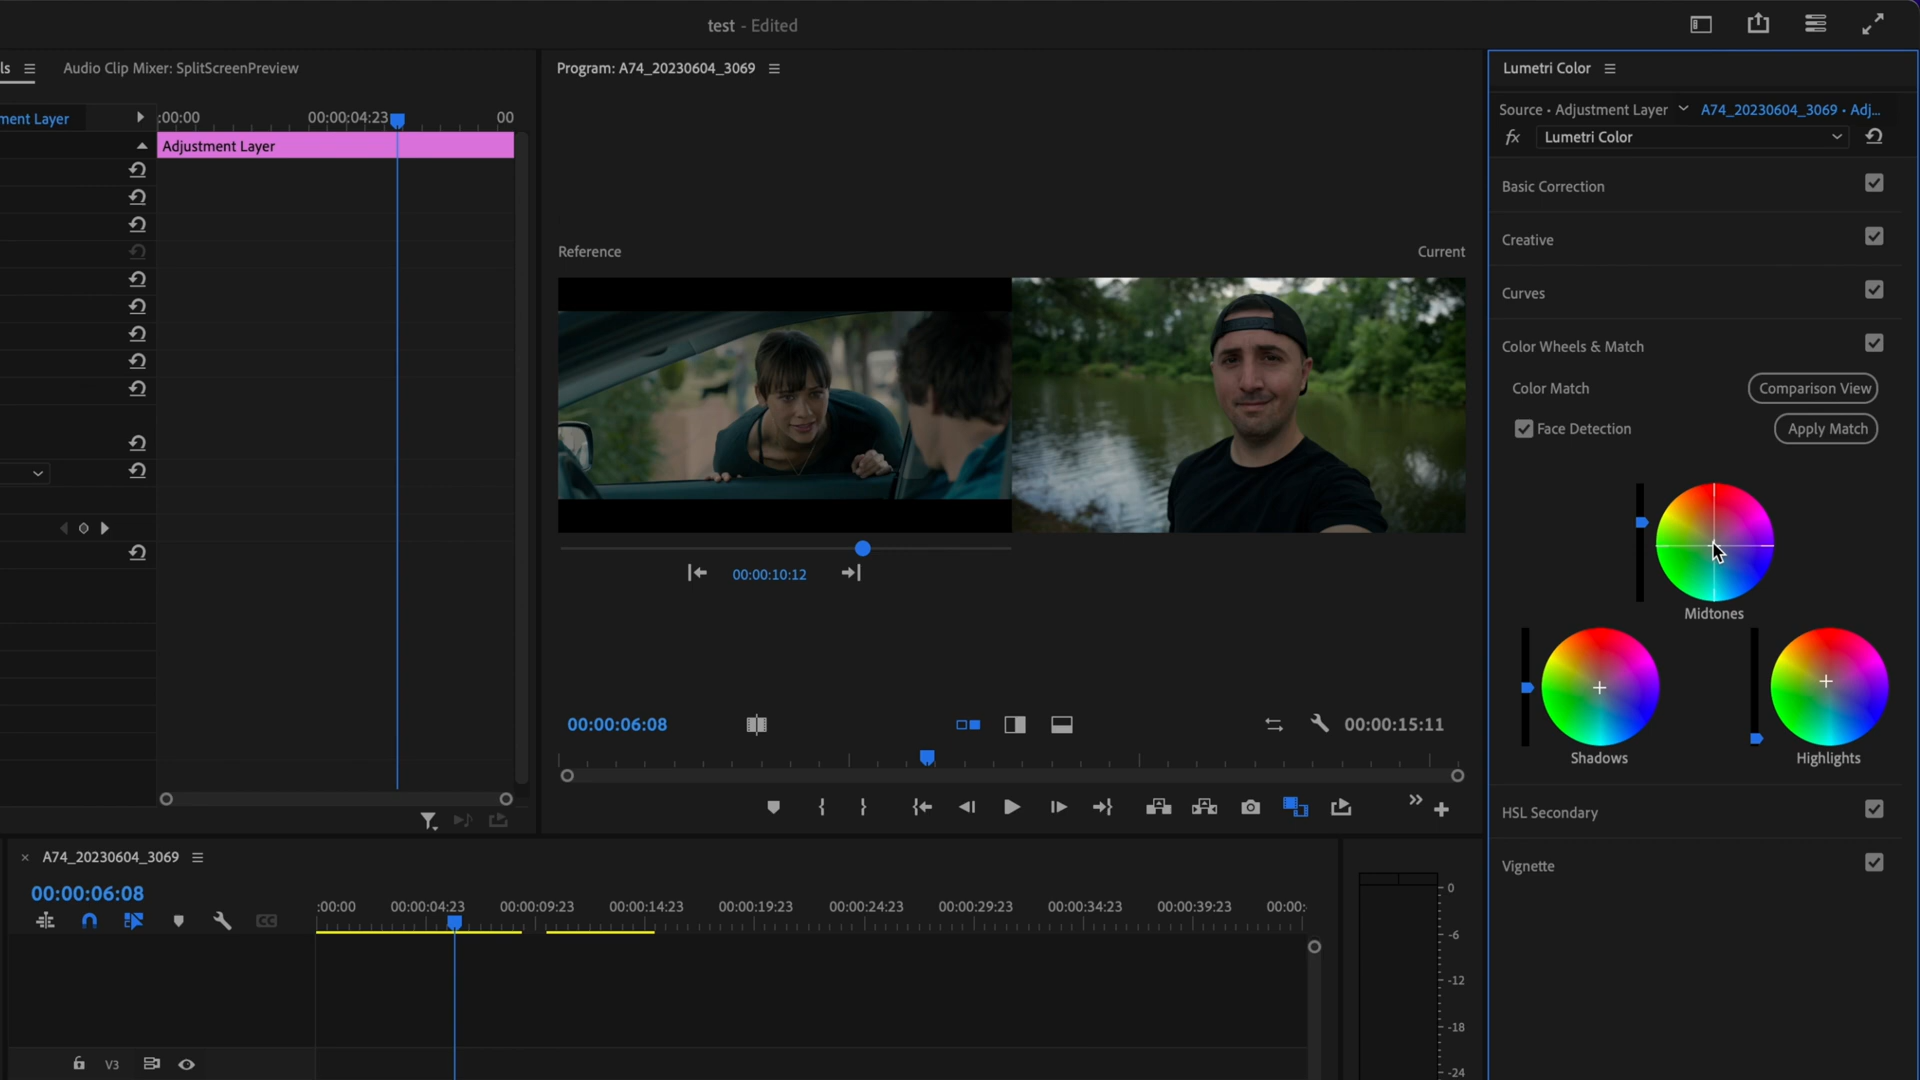 test - Edited
ls
Audio Clip Mixer: SplitScreenPreview
Program: A74_20230604_3069
Lumetri Color
ment Layer
:00:00
00:00:04:23
00
Adjustment Layer
Source • Adjustment Layer
A74_20230604_3069 • Adj...
fx
Lumetri Color
Basic Correction
Creative
Curves
Color Wheels & Match
Color Match
Comparison View
Face Detection
Apply Match
Midtones
Shadows
Highlights
HSL Secondary
Vignette
Reference
Current
00:00:10:12
00:00:06:08
00:00:15:11
A74_20230604_3069
00:00:06:08
:00:00
00:00:04:23
00:00:09:23
00:00:14:23
00:00:19:23
00:00:24:23
00:00:29:23
00:00:34:23
00:00:39:23
00:00:
CC
V3
0
-6
-12
-18
-24